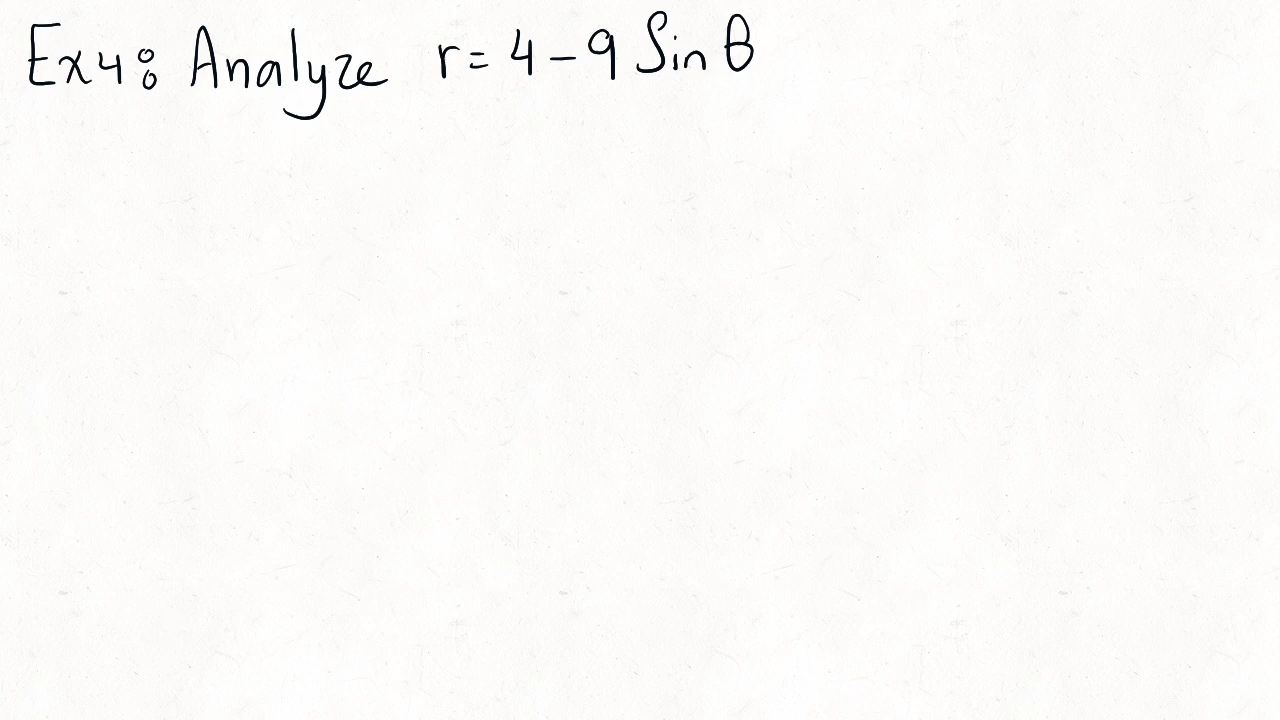 Ex4: Analyze r = 4 - 9 Sin θ